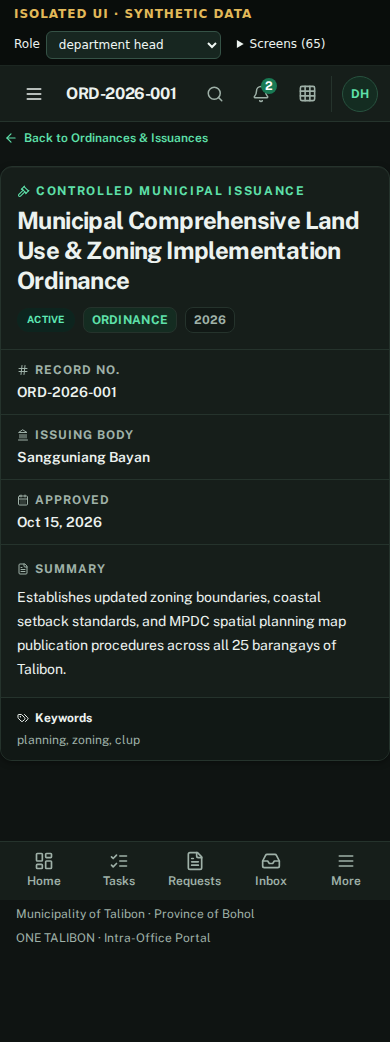 ISOLATED UI · SYNTHETIC DATA
Role department head Screens (65)
ORD-2026-001 2 DH
Back to Ordinances & Issuances
CONTROLLED MUNICIPAL ISSUANCE
Municipal Comprehensive Land
Use & Zoning Implementation
Ordinance
ACTIVE ORDINANCE 2026
RECORD NO.
ORD-2026-001
ISSUING BODY
Sangguniang Bayan
APPROVED
Oct 15, 2026
SUMMARY
Establishes updated zoning boundaries, coastal
setback standards, and MPDC spatial planning map
publication procedures across all 25 barangays of
Talibon.
Keywords
planning, zoning, clup
Home Tasks Requests Inbox More
Municipality of Talibon · Province of Bohol
ONE TALIBON · Intra-Office Portal